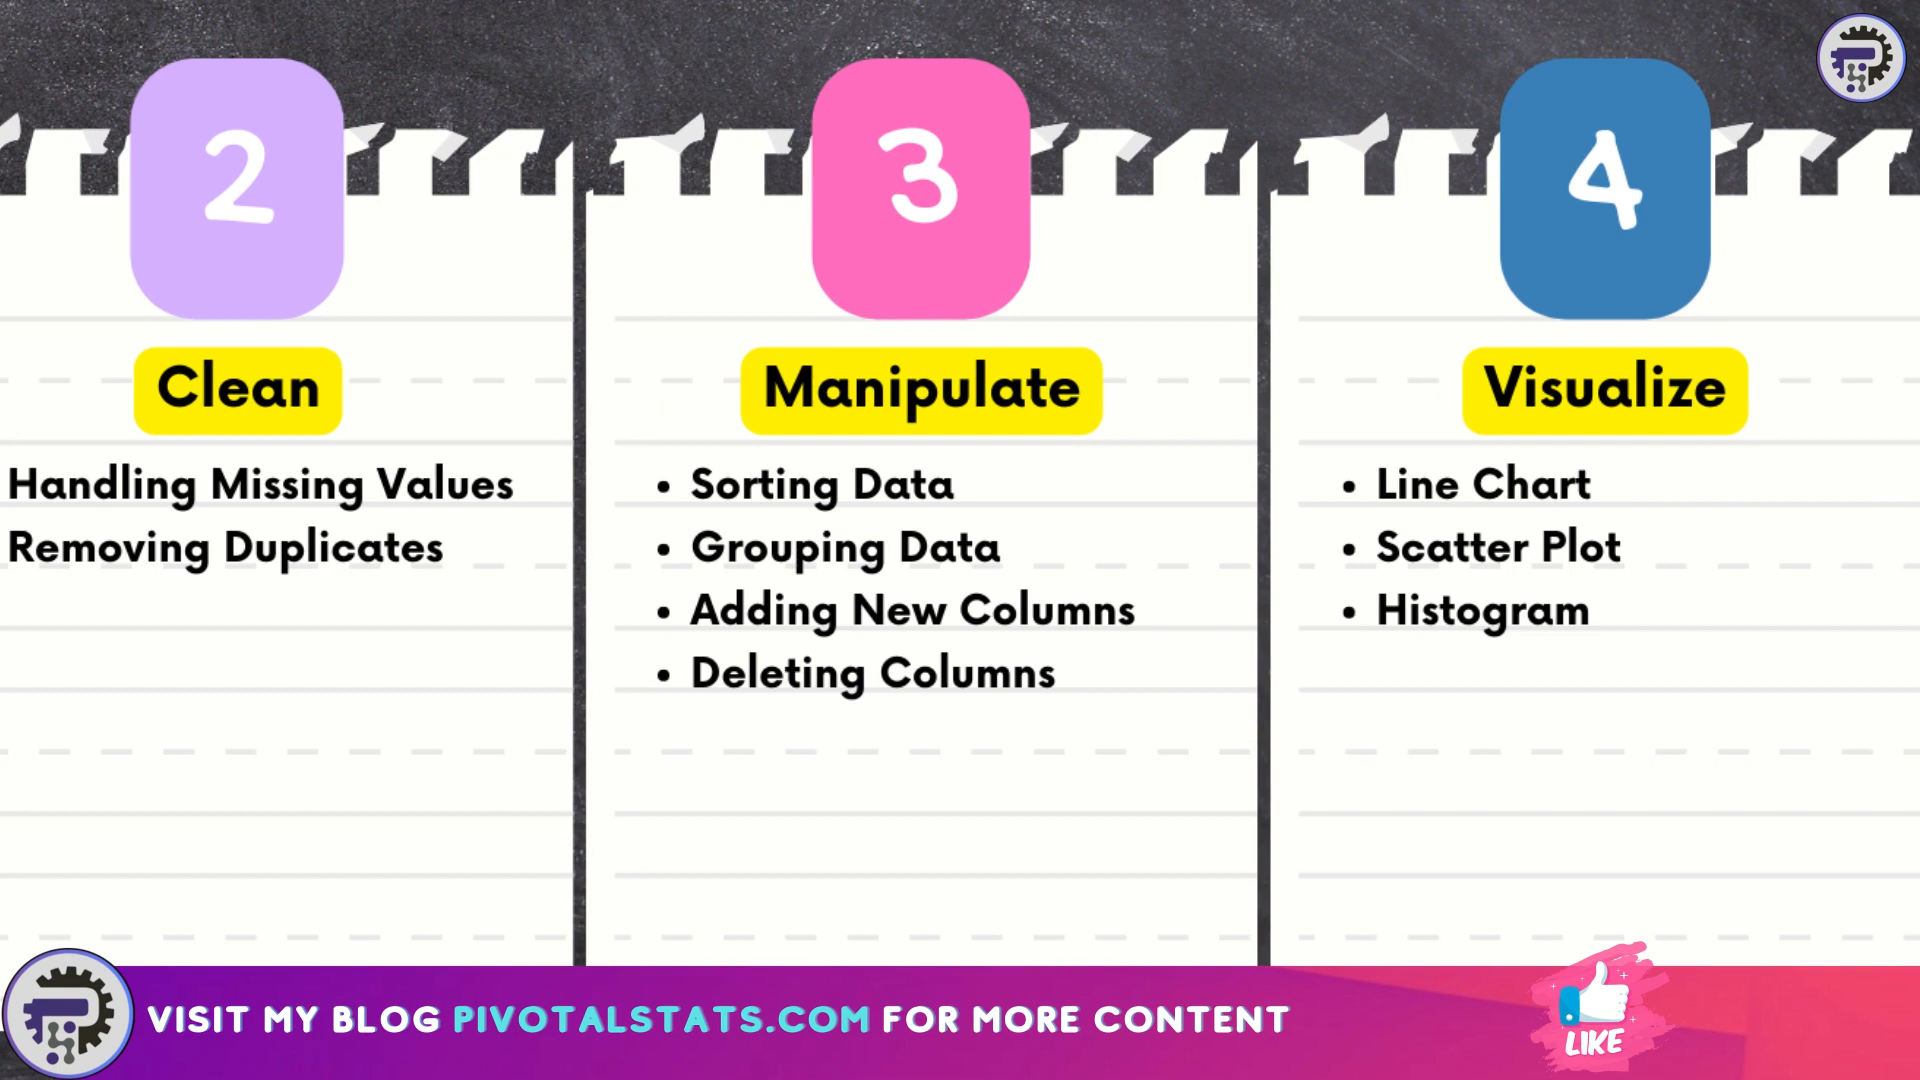 2
Clean
Handling Missing Values
Removing Duplicates
3
Manipulate
• Sorting Data
• Grouping Data
• Adding New Columns
• Deleting Columns
4
Visualize
• Line Chart
• Scatter Plot
• Histogram
VISIT MY BLOG PIVOTALSTATS.COM FOR MORE CONTENT
LIKE